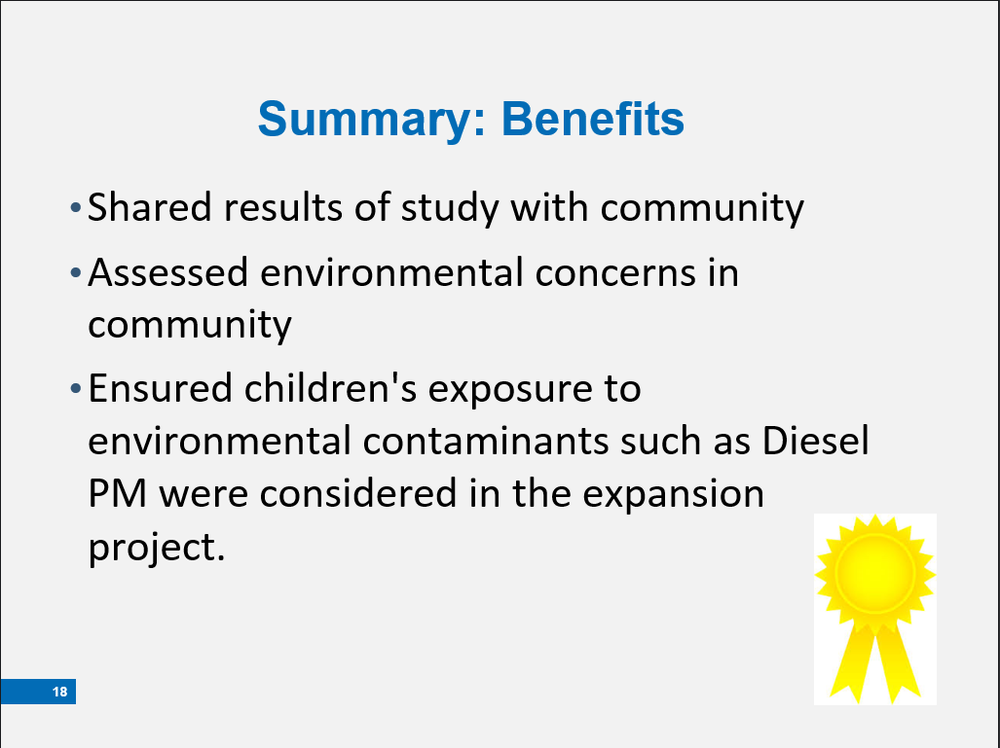 Summary: Benefits
•Shared results of study with community
•Assessed environmental concerns in
community
•Ensured children's exposure to
environmental contaminants such as Diesel
PM were considered in the expansion
project.
18